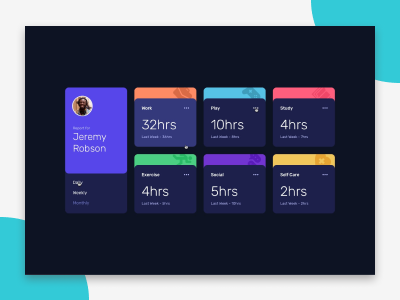 Report for
Jeremy
Robson
Daily
Weekly
Monthly
Work
32hrs
Last Week - 36hrs
Play
10hrs
Last Week - 8hrs
Study
4hrs
Last Week - 7hrs
Exercise
4hrs
Last Week - 5hrs
Social
5hrs
Last Week - 10hrs
Self Care
2hrs
Last Week - 2hrs